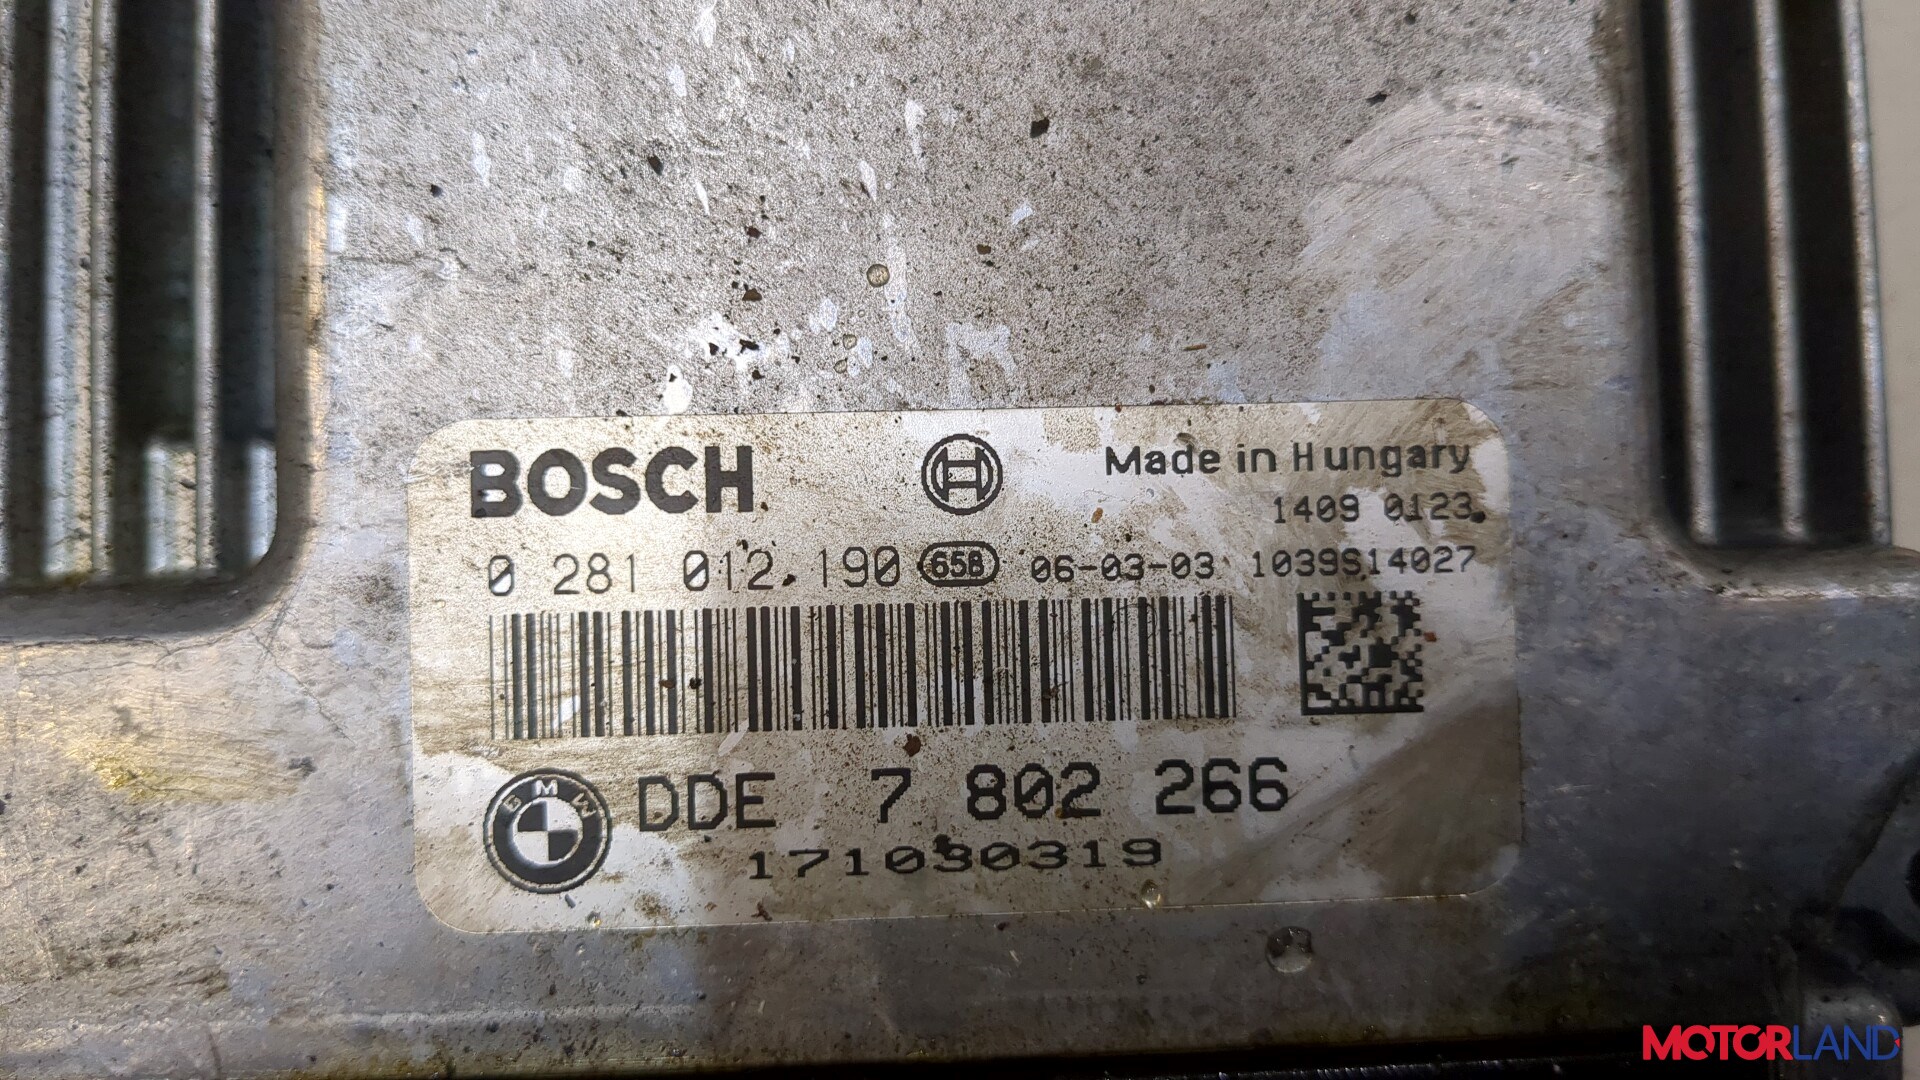 BOSCH
Made in Hungary
1409 0123
0 281 012 190 65B 06-03-03 1039S14027
BMW
DDE 7 802 266
171030319
MOTORLAND